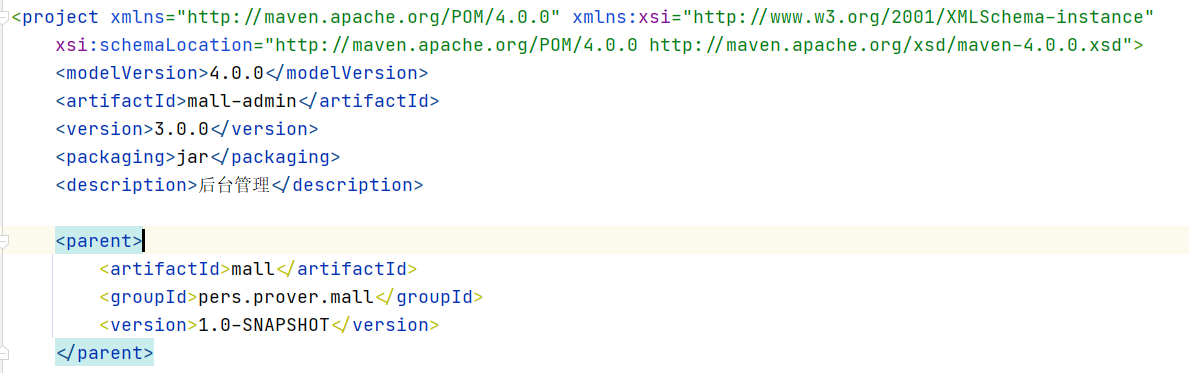 <project xmlns="http://maven.apache.org/POM/4.0.0" xmlns:xsi="http://www.w3.org/2001/XMLSchema-instance"
xsi:schemaLocation="http://maven.apache.org/POM/4.0.0 http://maven.apache.org/xsd/maven-4.0.0.xsd">
<modelVersion>4.0.0</modelVersion>
<artifactId>mall-admin</artifactId>
<version>3.0.0</version>
<packaging>jar</packaging>
<description>后台管理</description>
<parent>
<artifactId>mall</artifactId>
<groupId>pers.prover.mall</groupId>
<version>1.0-SNAPSHOT</version>
</parent>